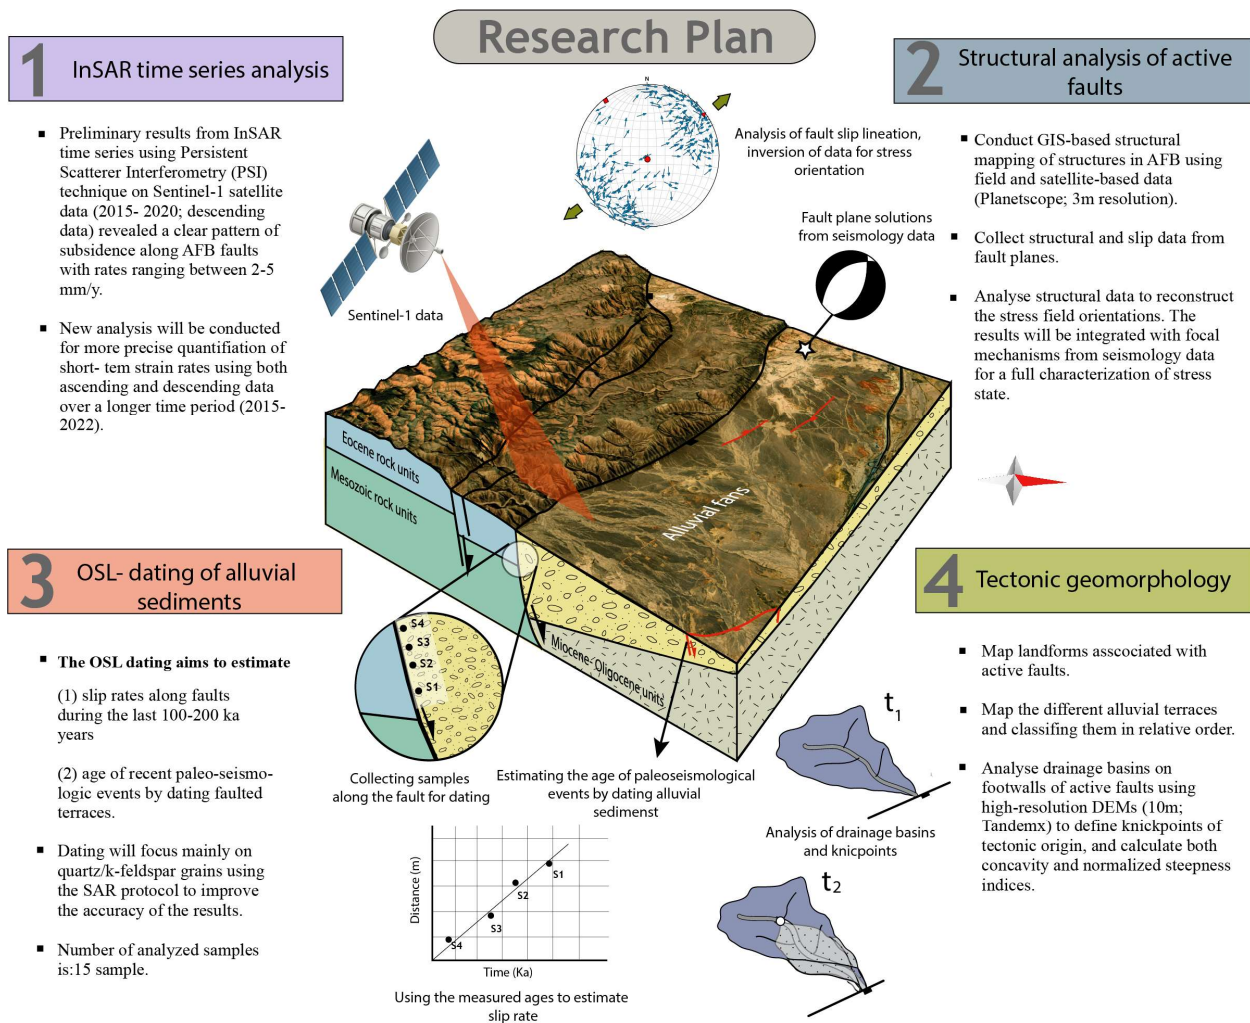 Research Plan
1
InSAR time series analysis
▪ Preliminary results from InSAR
time series using Persistent
Scatterer Interferometry (PSI)
technique on Sentinel-1 satellite
data (2015- 2020; descending
data) revealed a clear pattern of
subsidence along AFB faults
with rates ranging between 2-5
mm/y.
▪ New analysis will be conducted
for more precise quantifiation of
short- tem strain rates using both
ascending and descending data
over a longer time period (2015-
2022).
N
Analysis of fault slip lineation,
inversion of data for stress
orientation
Sentinel-1 data
Fault plane solutions
from seismology data
2
Structural analysis of active
faults
▪ Conduct GIS-based structural
mapping of structures in AFB using
field and satellite-based data
(Planetscope; 3m resolution).
▪ Collect structural and slip data from
fault planes.
▪ Analyse structural data to reconstruct
the stress field orientations. The
results will be integrated with focal
mechanisms from seismology data
for a full characterization of stress
state.
Eocene rock units
Mesozoic rock units
Alluvial fans
Miocene- Oligocene units
3
OSL- dating of alluvial
sediments
▪ The OSL dating aims to estimate
(1) slip rates along faults
during the last 100-200 ka
years
(2) age of recent paleo-seismo-
logic events by dating faulted
terraces.
▪ Dating will focus mainly on
quartz/k-feldspar grains using
the SAR protocol to improve
the accuracy of the results.
▪ Number of analyzed samples
is:15 sample.
S4
S3
S2
S1
Collecting samples
along the fault for dating
Estimating the age of paleoseismological
events by dating alluvial
sedimenst
Distance (m)
S1
S2
S3
S4
Time (Ka)
Using the measured ages to estimate
slip rate
t1
Analysis of drainage basins
and knicpoints
t2
4
Tectonic geomorphology
▪ Map landforms asscociated with
active faults.
▪ Map the different alluvial terraces
and classifing them in relative order.
▪ Analyse drainage basins on
footwalls of active faults using
high-resolution DEMs (10m;
Tandemx) to define knickpoints of
tectonic origin, and calculate both
concavity and normalized steepness
indices.